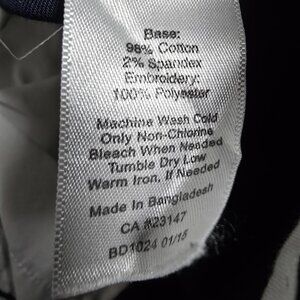 Base:
98% Cotton
2% Spandex
Embroidery:
100% Polyester
Machine Wash Cold
Only Non-Chlorine
Bleach When Needed
Tumble Dry Low
Warm Iron, If Needed
Made In Bangladesh
CA #23147
BD1024 01/15